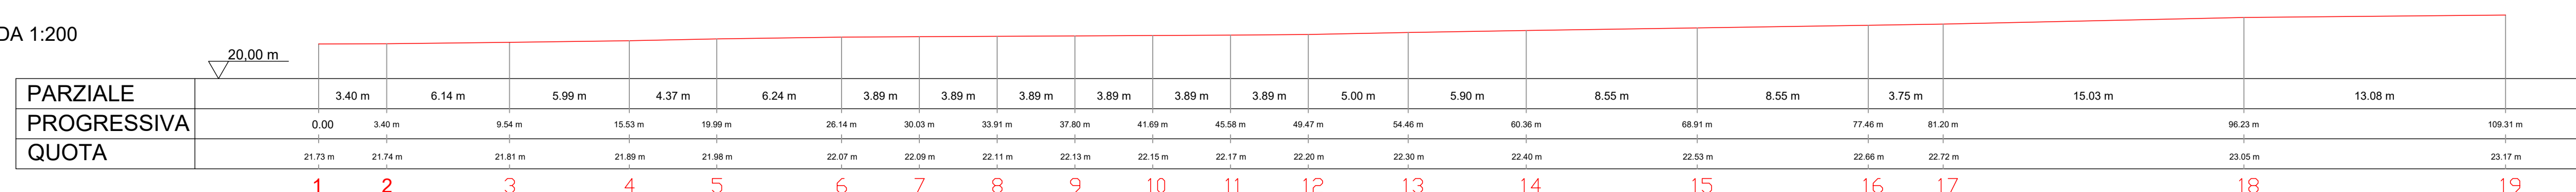 DA 1:200
20,00 m
PARZIALE 3.40 m 6.14 m 5.99 m 4.37 m 6.24 m 3.89 m 3.89 m 3.89 m 3.89 m 3.89 m 3.89 m 5.00 m 5.90 m 8.55 m 8.55 m 3.75 m 15.03 m 13.08 m
PROGRESSIVA 0.00 3.40 m 9.54 m 15.53 m 19.99 m 26.14 m 30.03 m 33.91 m 37.80 m 41.69 m 45.58 m 49.47 m 54.46 m 60.36 m 68.91 m 77.46 m 81.20 m 96.23 m 109.31 m
QUOTA 21.73 m 21.74 m 21.81 m 21.89 m 21.98 m 22.07 m 22.09 m 22.11 m 22.13 m 22.15 m 22.17 m 22.20 m 22.30 m 22.40 m 22.53 m 22.66 m 22.72 m 23.05 m 23.17 m
1 2 3 4 5 6 7 8 9 10 11 12 13 14 15 16 17 18 19